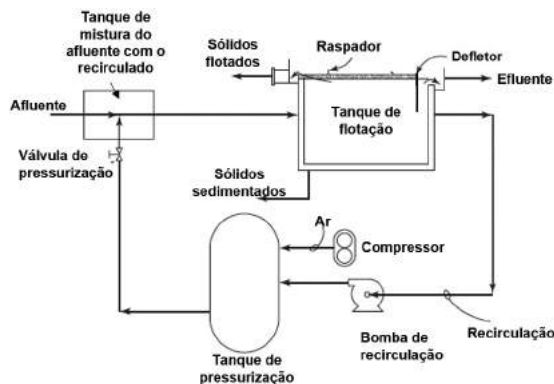 Tanque de
mistura do
afluente com o
recirculado
Sólidos
flotados
Raspador
Defletor
Efluente
Afluente
Tanque de
flotação
Válvula de
pressurização
Sólidos
sedimentados
Ar
Compressor
Bomba de
recirculação
Recirculação
Tanque de
pressurização